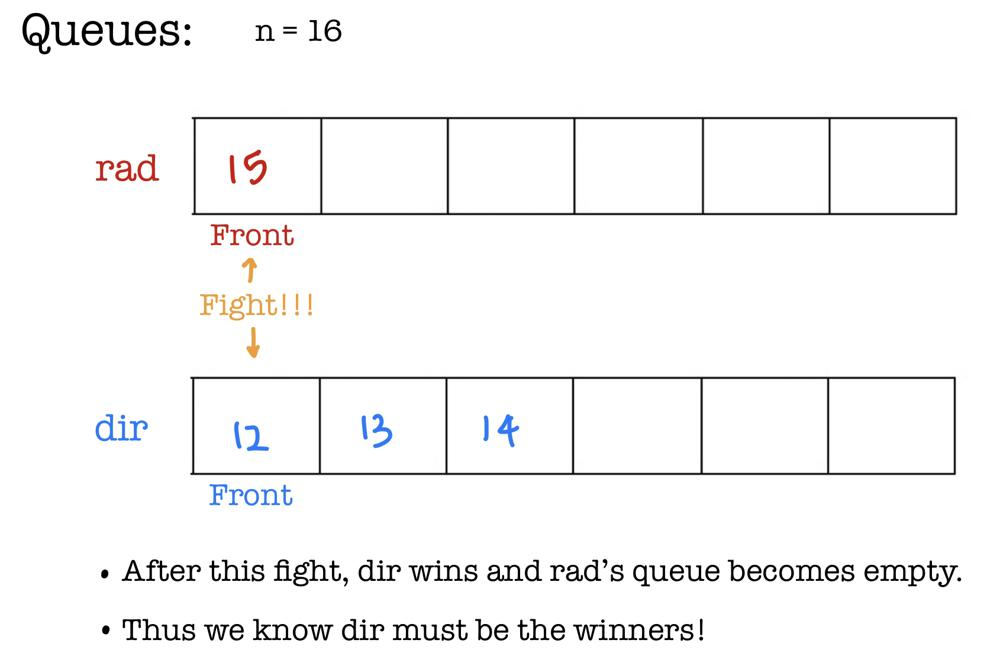 Queues: n = 16
rad 15
Front
Fight!!!
dir 12 13 14
Front
• After this fight, dir wins and rad's queue becomes empty.
• Thus we know dir must be the winners!